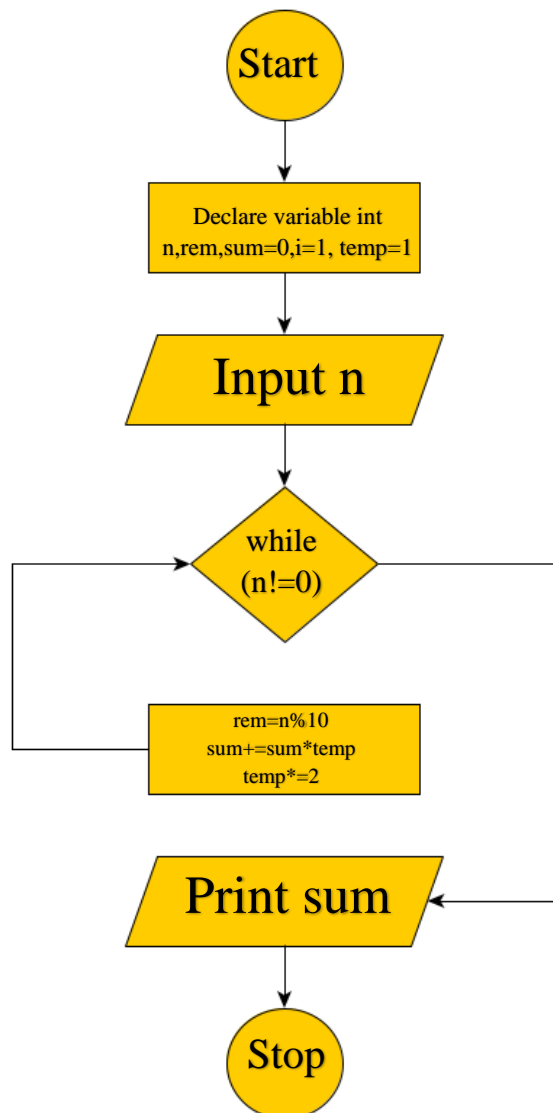 Start
Declare variable int
n,rem,sum=0,i=1, temp=1
Input n
while
(n!=0)
rem=n%10
sum+=sum*temp
temp*=2
Print sum
Stop